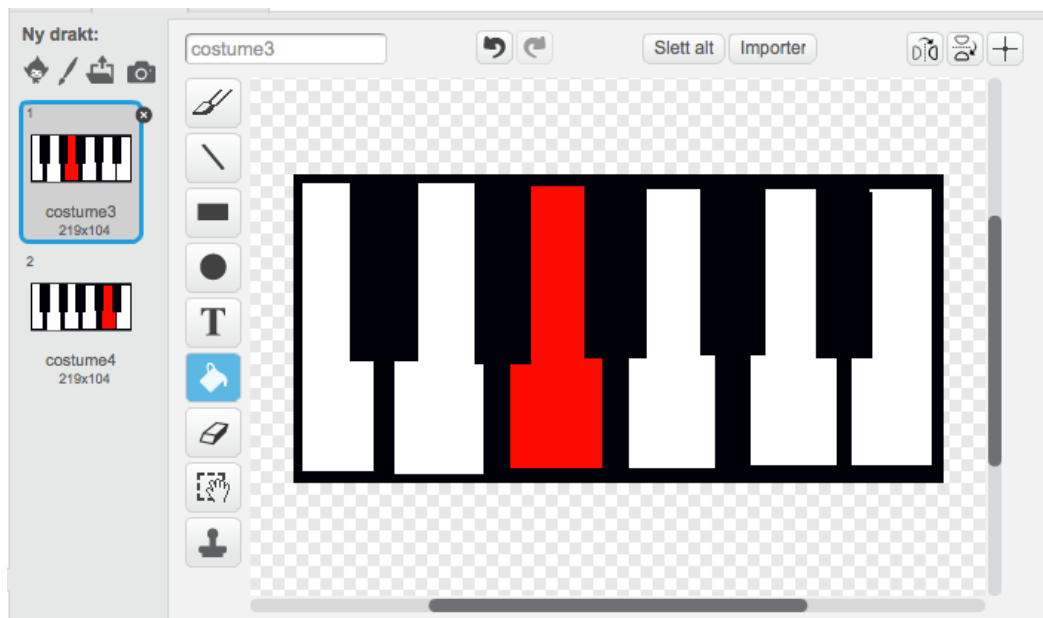 Ny drakt:
costume3
Slett alt
Importer
1
costume3
219x104
2
costume4
219x104
T